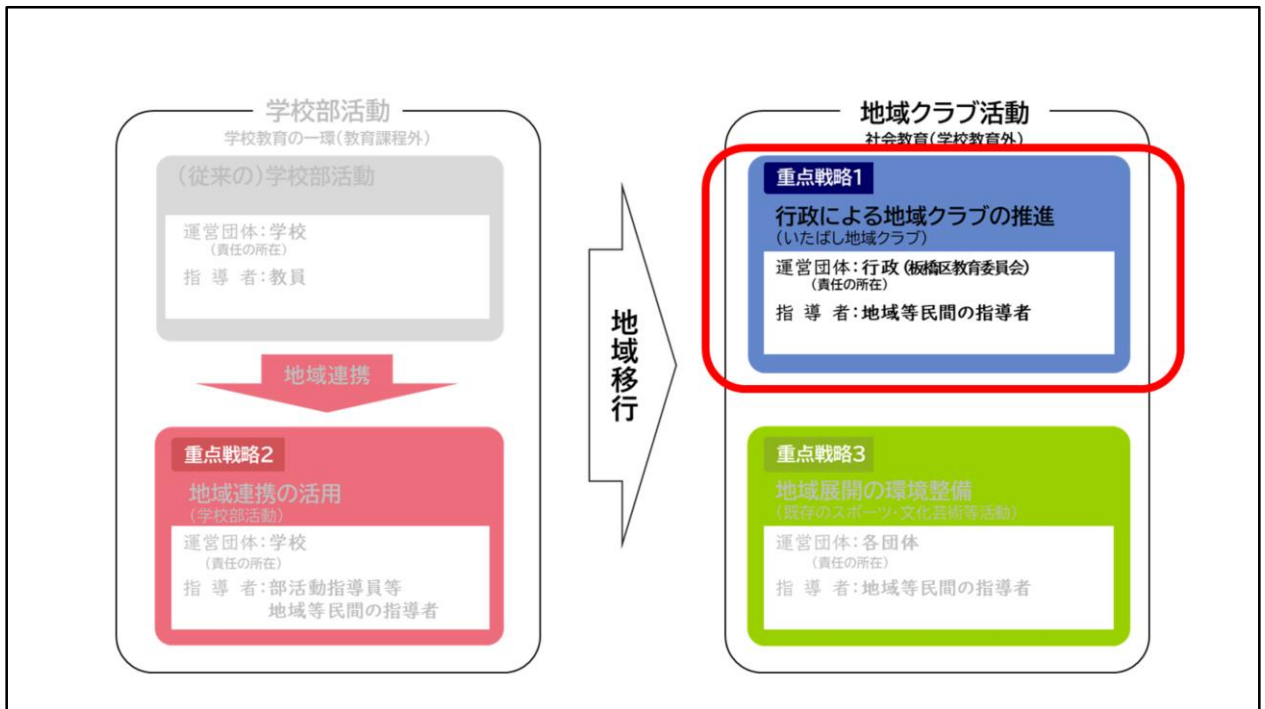 学校部活動
学校教育の一環(教育課程外)
(従来の)学校部活動
運営団体:学校
(責任の所在)
指 導 者:教員
地域連携
重点戦略2
地域連携の活用
(学校部活動)
運営団体:学校
(責任の所在)
指 導 者:部活動指導員等
地域等民間の指導者
地域移行
地域クラブ活動
社会教育(学校教育外)
重点戦略1
行政による地域クラブの推進
(いたばし地域クラブ)
運営団体:行政(板橋区教育委員会)
(責任の所在)
指 導 者:地域等民間の指導者
重点戦略3
地域展開の環境整備
(既存のスポーツ・文化芸術等活動)
運営団体:各団体
(責任の所在)
指 導 者:地域等民間の指導者